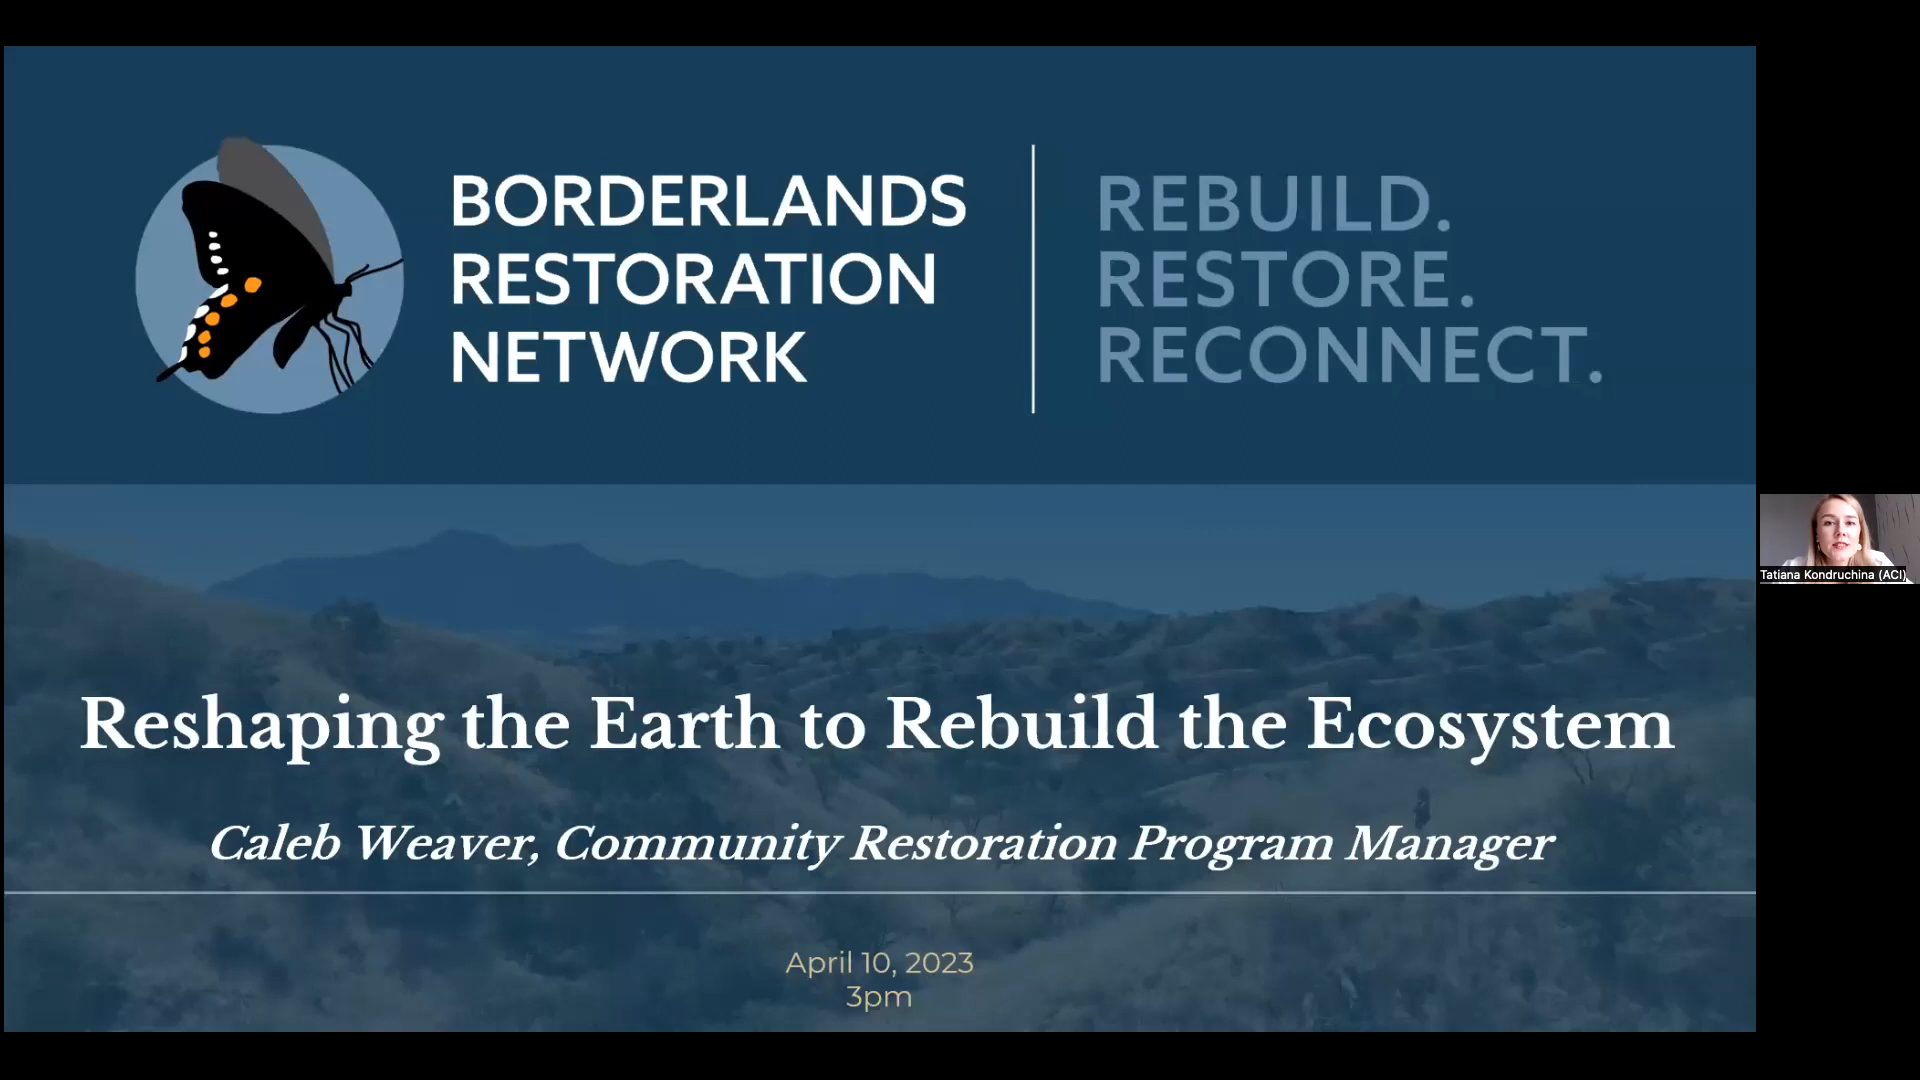 BORDERLANDS
RESTORATION
NETWORK
REBUILD.
RESTORE.
RECONNECT.
Reshaping the Earth to Rebuild the Ecosystem
Caleb Weaver, Community Restoration Program Manager
April 10, 2023
3pm
Tatiana Kondruchina (ACI)